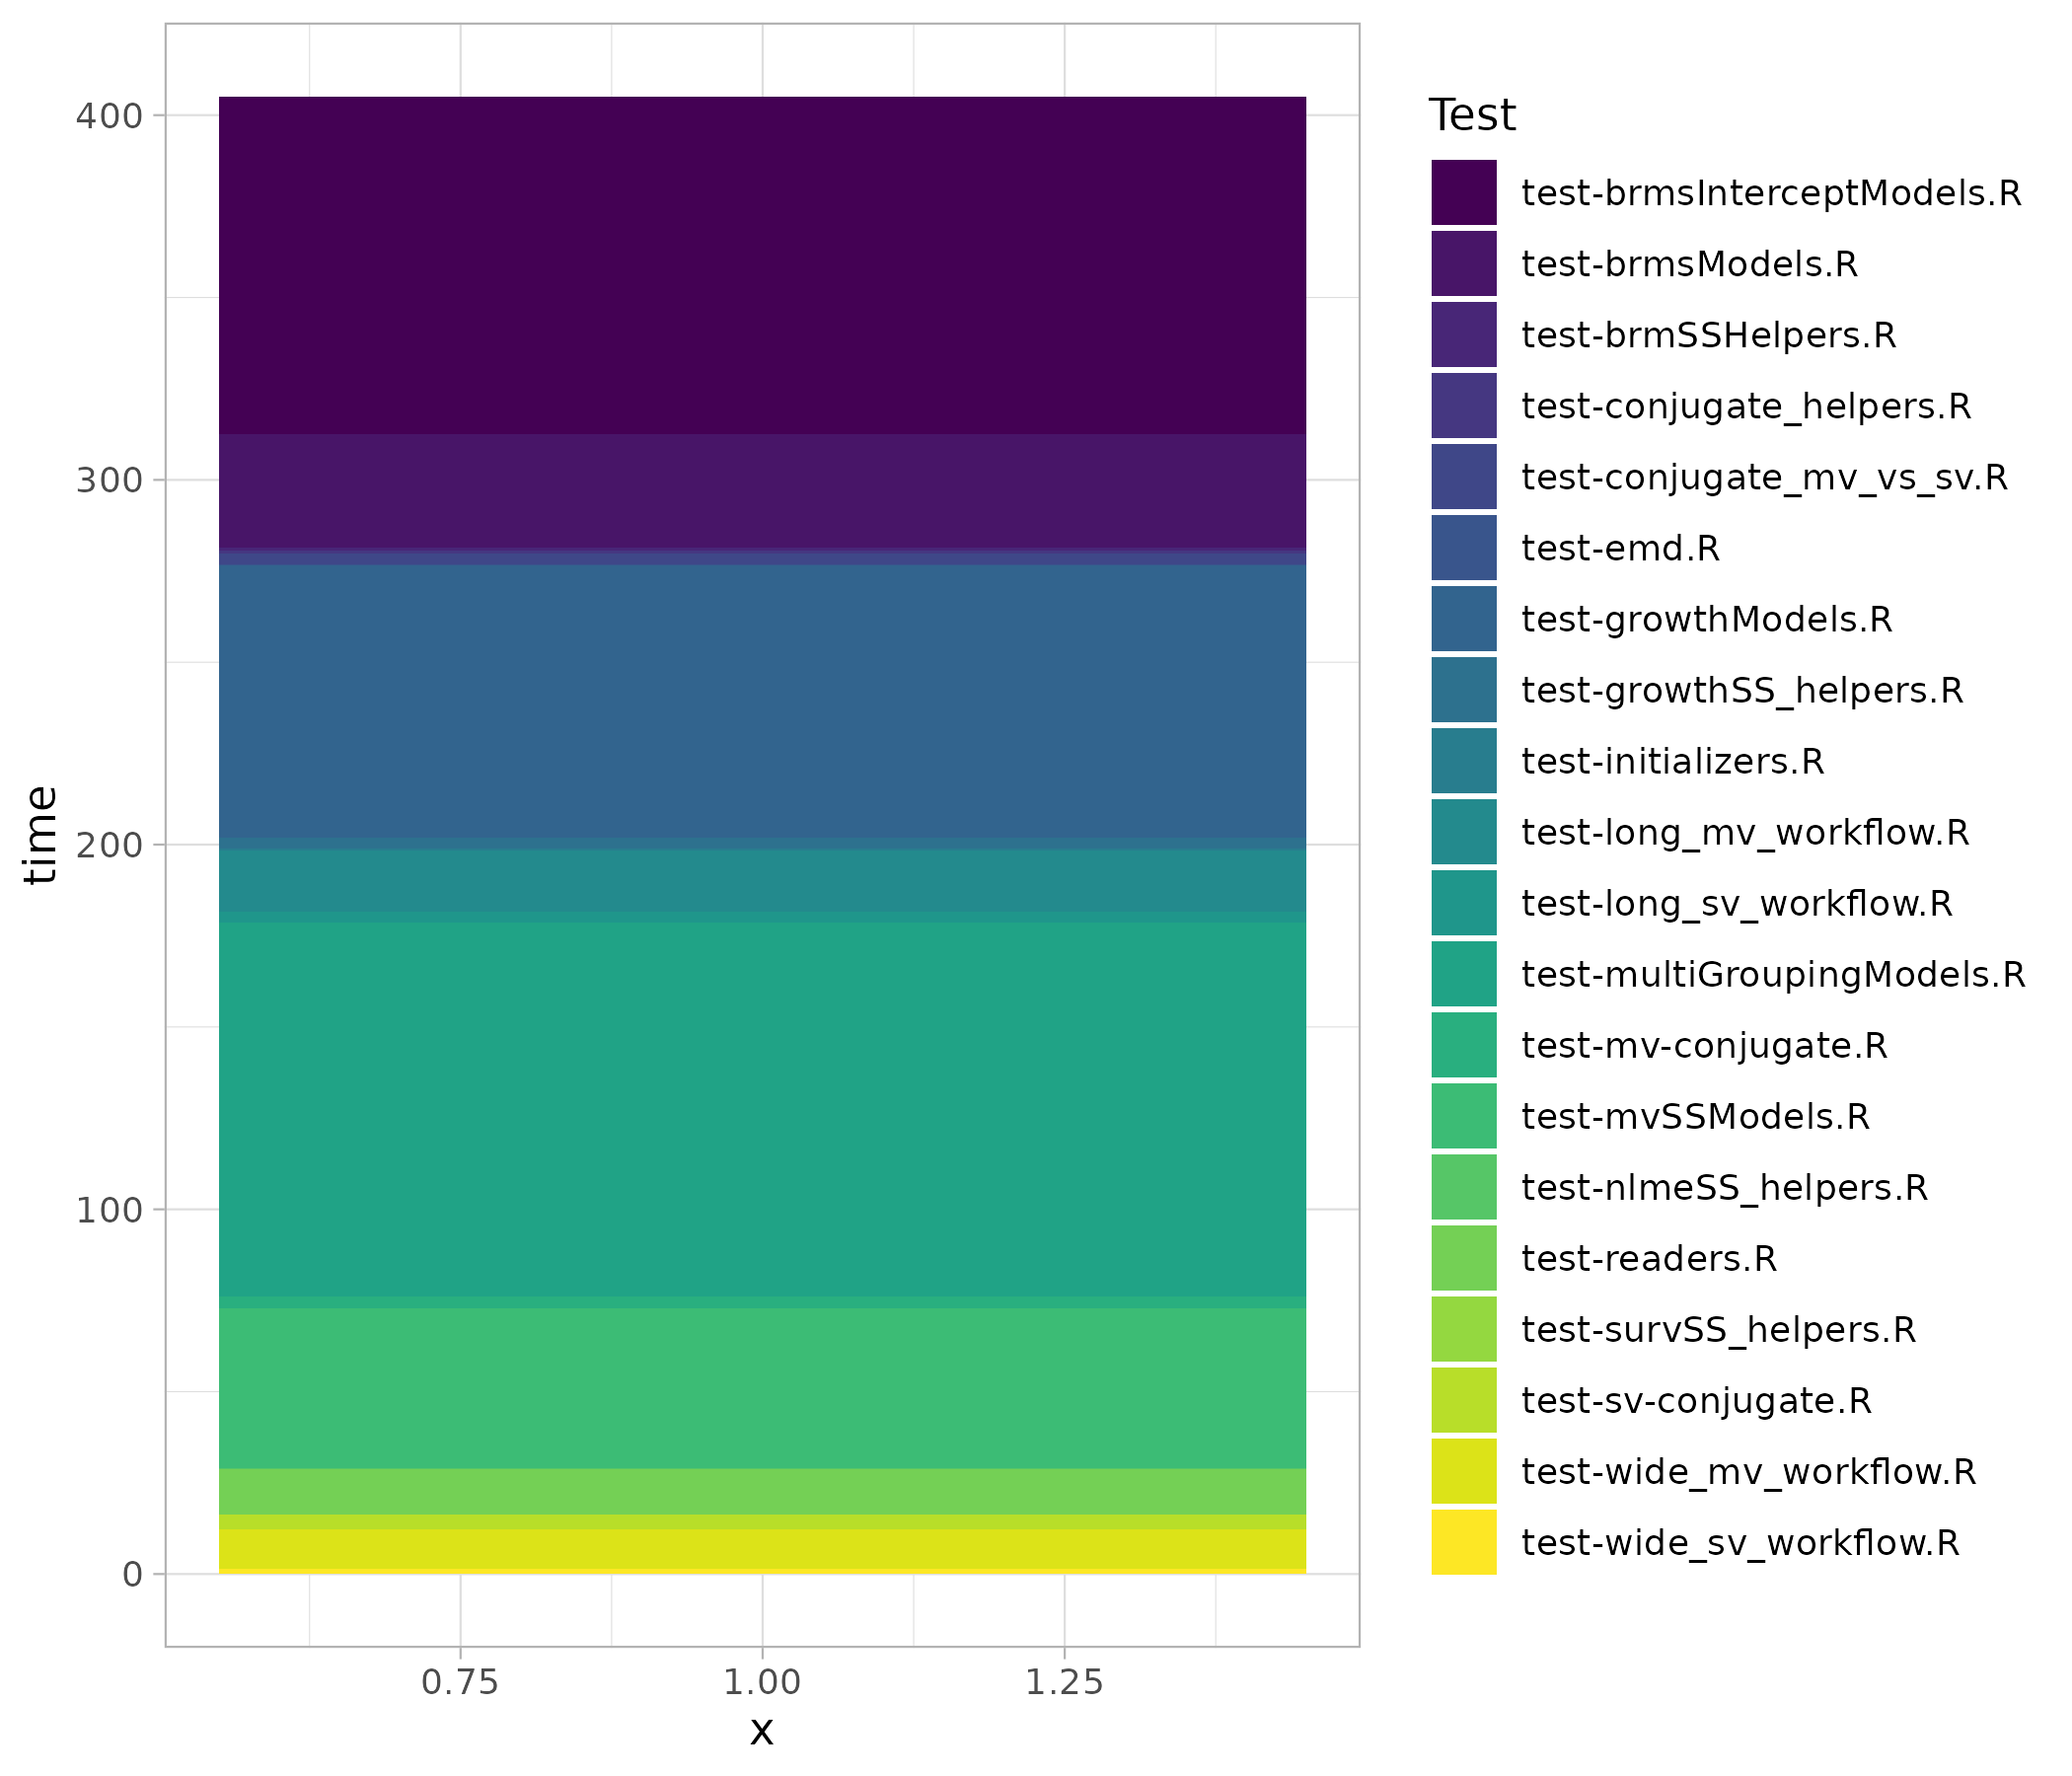 400
300
200
100
0
time
0.75 1.00 1.25
x
Test
test-brmsInterceptModels.R
test-brmsModels.R
test-brmSSHelpers.R
test-conjugate_helpers.R
test-conjugate_mv_vs_sv.R
test-emd.R
test-growthModels.R
test-growthSS_helpers.R
test-initializers.R
test-long_mv_workflow.R
test-long_sv_workflow.R
test-multiGroupingModels.R
test-mv-conjugate.R
test-mvSSModels.R
test-nlmeSS_helpers.R
test-readers.R
test-survSS_helpers.R
test-sv-conjugate.R
test-wide_mv_workflow.R
test-wide_sv_workflow.R